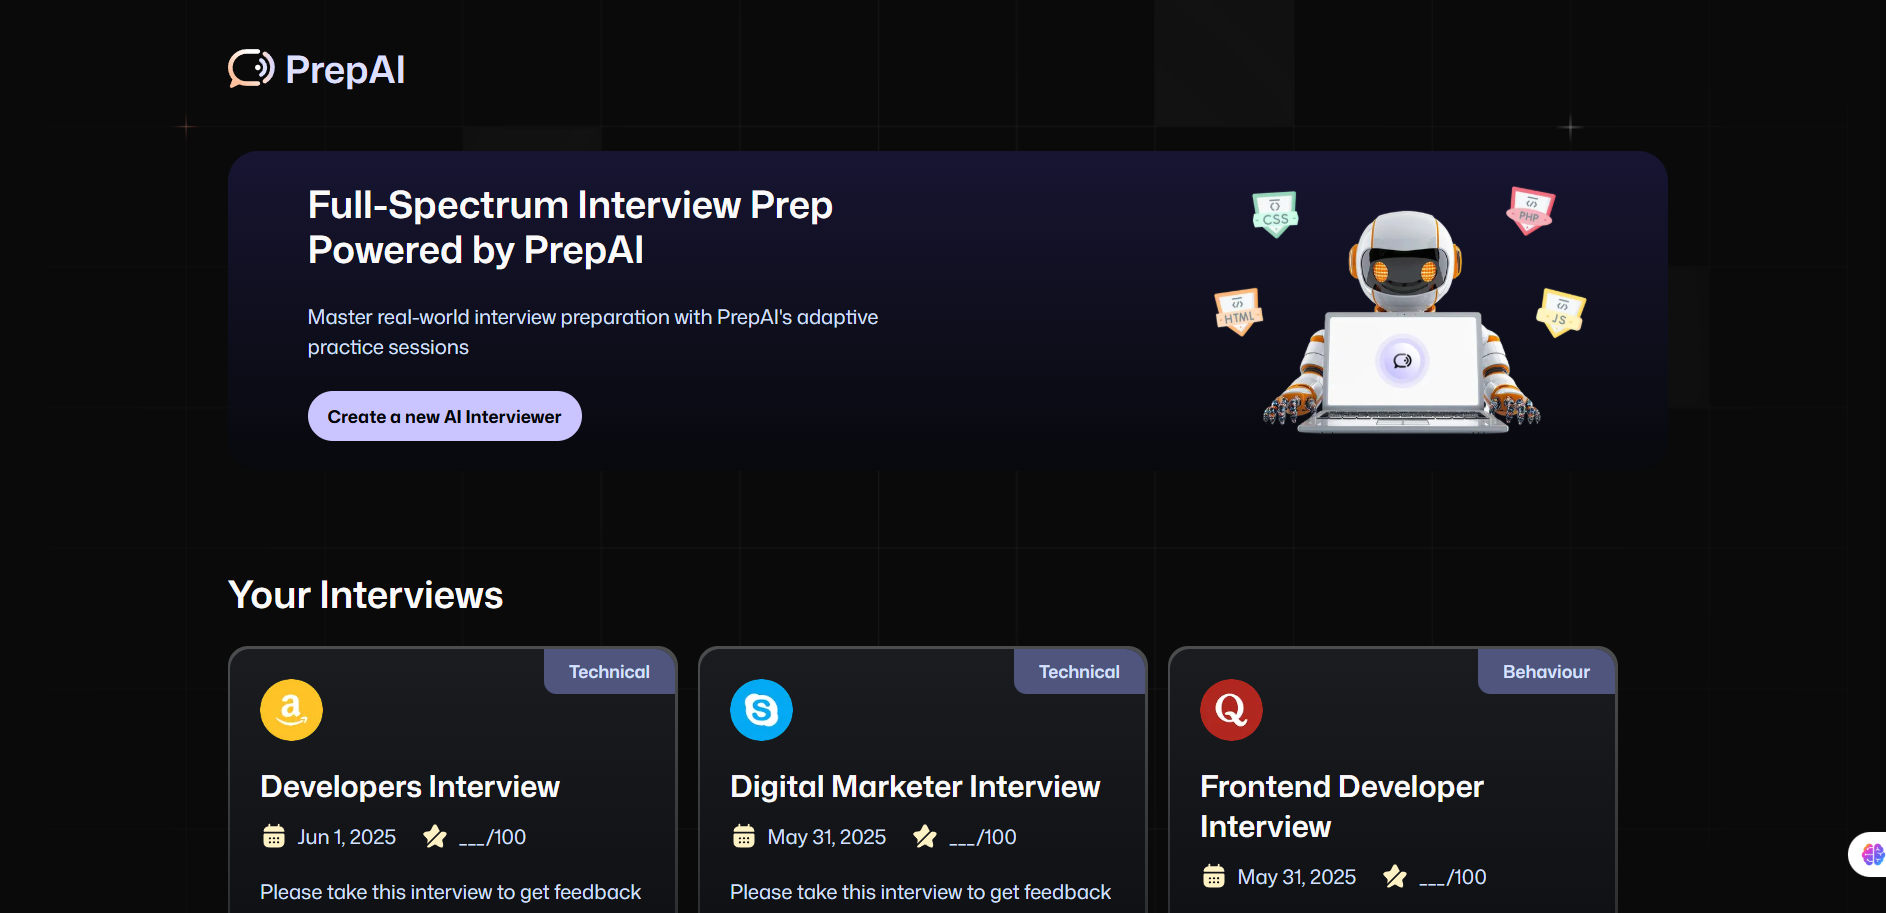 PrepAI
Full-Spectrum Interview Prep
Powered by PrepAI
Master real-world interview preparation with PrepAI's adaptive
practice sessions
Create a new AI Interviewer
CSS
PHP
HTML
JS
Your Interviews
Technical
Developers Interview
Jun 1, 2025 ___/100
Please take this interview to get feedback
Technical
Digital Marketer Interview
May 31, 2025 ___/100
Please take this interview to get feedback
Behaviour
Frontend Developer
Interview
May 31, 2025 ___/100